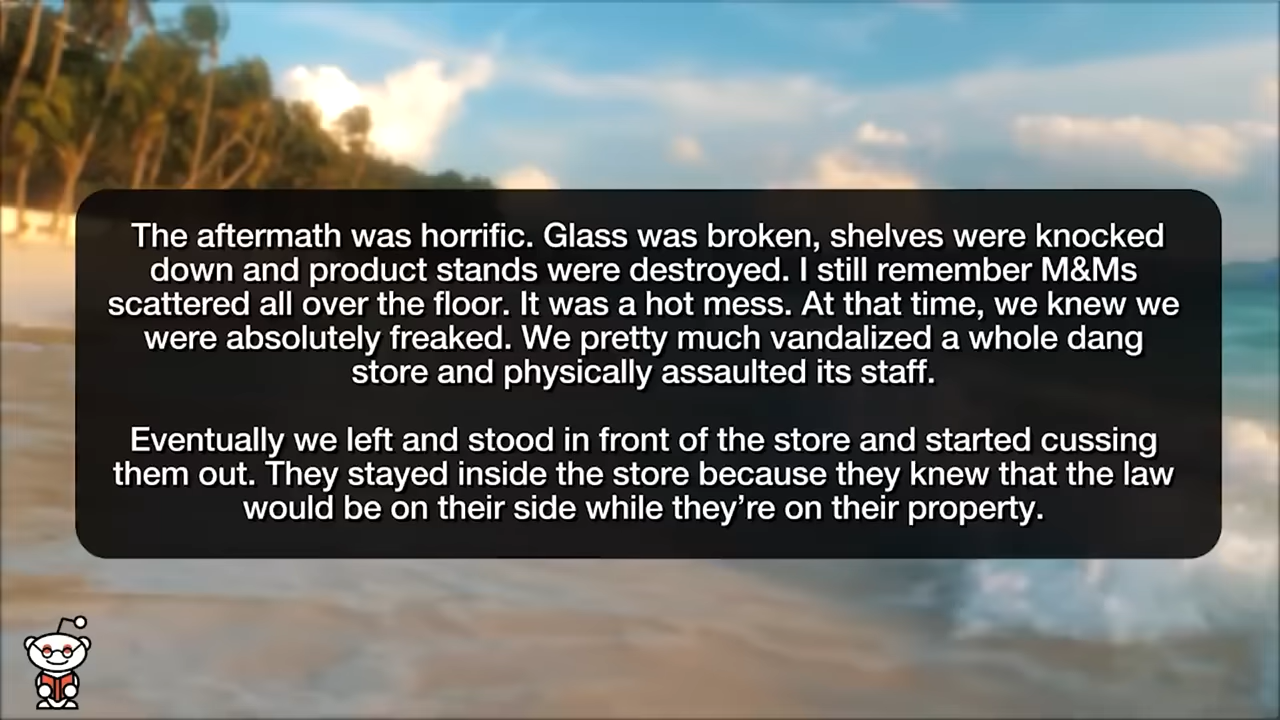 The aftermath was horrific. Glass was broken, shelves were knocked
down and product stands were destroyed. I still remember M&Ms
scattered all over the floor. It was a hot mess. At that time, we knew we
were absolutely freaked. We pretty much vandalized a whole dang
store and physically assaulted its staff.
Eventually we left and stood in front of the store and started cussing
them out. They stayed inside the store because they knew that the law
would be on their side while they’re on their property.